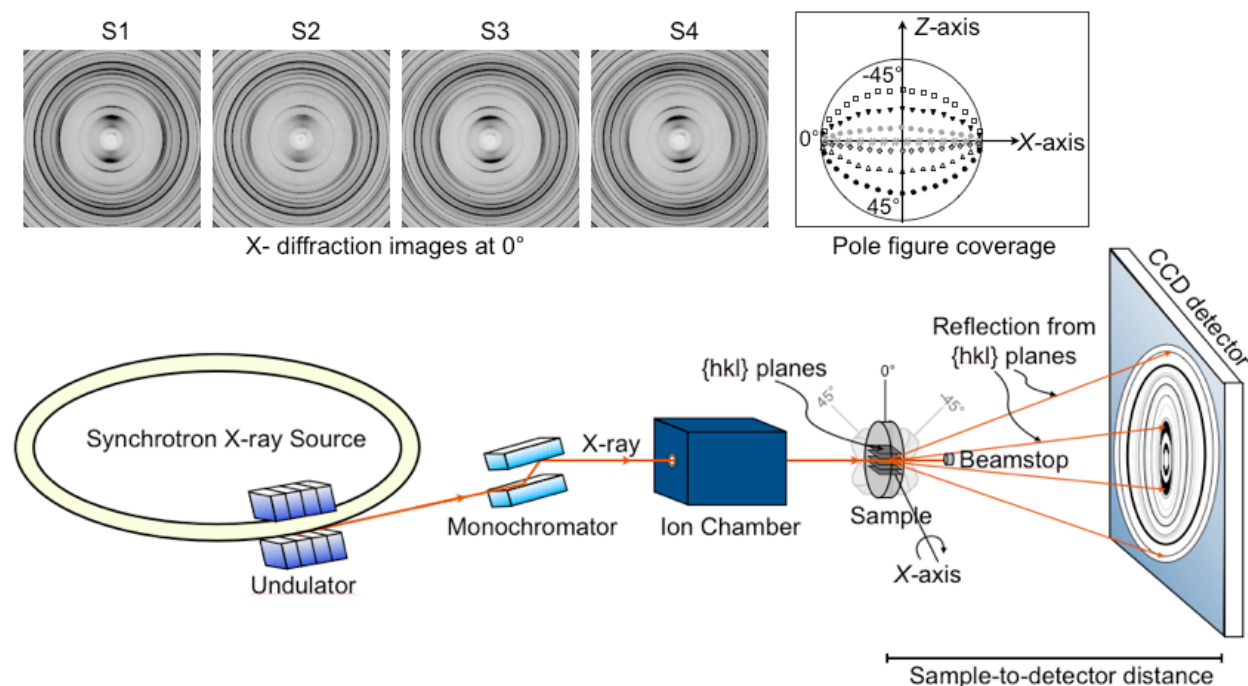 S1
S2
S3
S4
X- diffraction images at 0°
Z-axis
-45°
0°
X-axis
45°
Pole figure coverage
Synchrotron X-ray Source
Undulator
Monochromator
X-ray
Ion Chamber
{hkl} planes
45°
0°
-45°
Sample
X-axis
Beamstop
Reflection from
{hkl} planes
CCD detector
Sample-to-detector distance